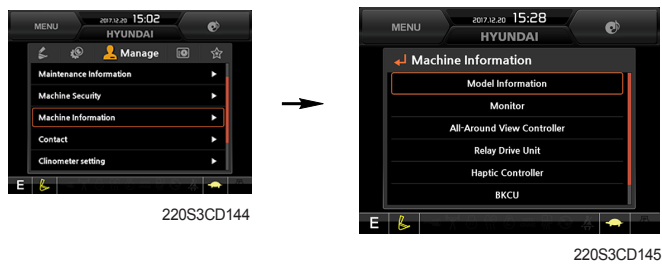 MENU
2017.12.20 15:02
HYUNDAI
Manage
Maintenance Information
Machine Security
Machine Information
Contact
Clinometer setting
E
220S3CD144
MENU
2017.12.20 15:28
HYUNDAI
Machine Information
Model Information
Monitor
All-Around View Controller
Relay Drive Unit
Haptic Controller
BKCU
E
220S3CD145